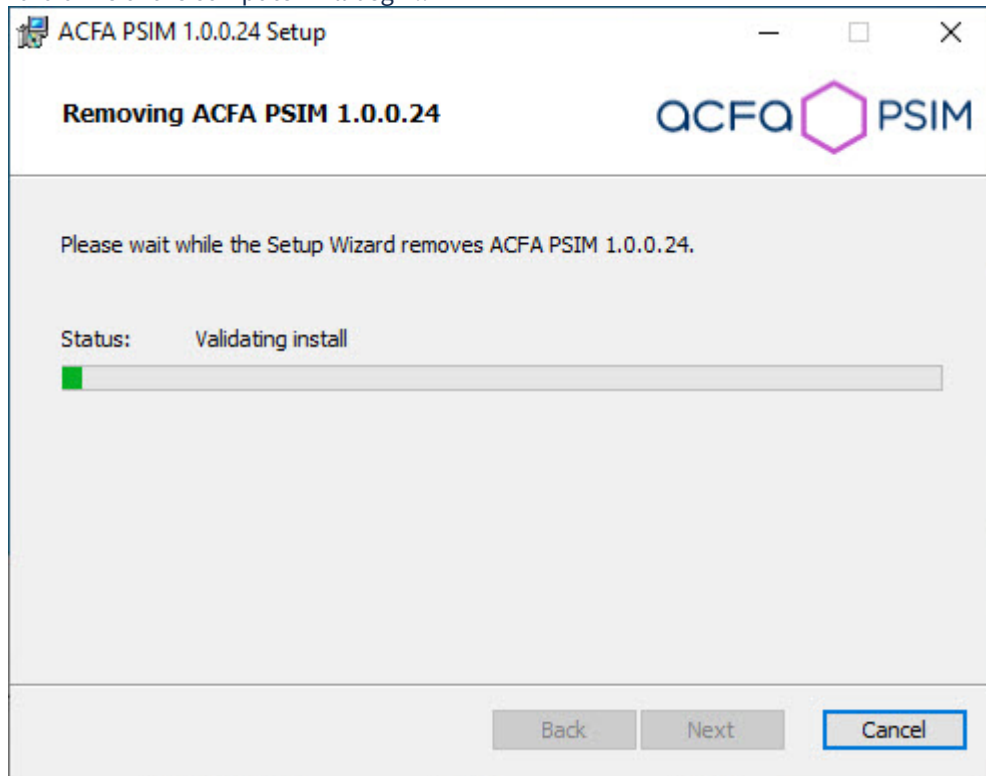 ACFA PSIM 1.0.0.24 Setup
Removing ACFA PSIM 1.0.0.24
acFa PSIM
Please wait while the Setup Wizard removes ACFA PSIM 1.0.0.24.
Status: Validating install
Back Next Cancel